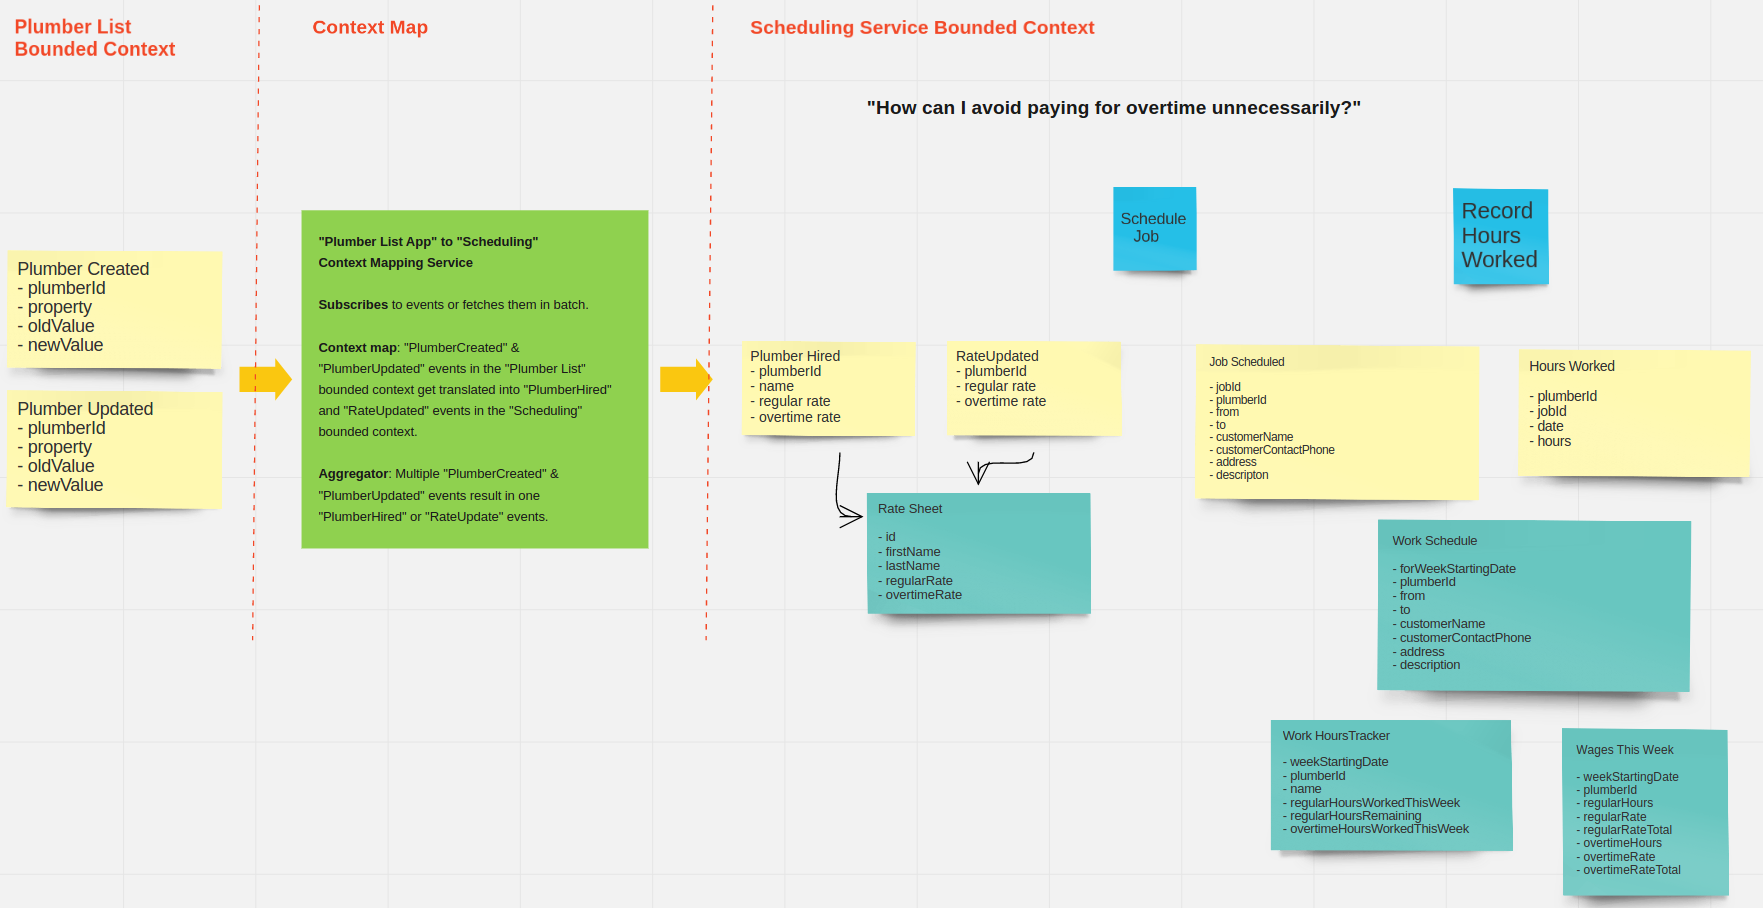 Plumber List
Bounded Context
Context Map
Scheduling Service Bounded Context
"How can I avoid paying for overtime unnecessarily?"
Plumber Created
- plumberId
- property
- oldValue
- newValue
Plumber Updated
- plumberId
- property
- oldValue
- newValue
"Plumber List App" to "Scheduling"
Context Mapping Service
Subscribes to events or fetches them in batch.
Context map: "PlumberCreated" &
"PlumberUpdated" events in the "Plumber List"
bounded context get translated into "PlumberHired"
and "RateUpdated" events in the "Scheduling"
bounded context.
Aggregator: Multiple "PlumberCreated" &
"PlumberUpdated" events result in one
"PlumberHired" or "RateUpdate" events.
Schedule
Job
Record
Hours
Worked
Plumber Hired
- plumberId
- name
- regular rate
- overtime rate
RateUpdated
- plumberId
- regular rate
- overtime rate
Job Scheduled
- jobId
- plumberId
- from
- to
- customerName
- customerContactPhone
- address
- descripton
Hours Worked
- plumberId
- jobId
- date
- hours
Rate Sheet
- id
- firstName
- lastName
- regularRate
- overtimeRate
Work Schedule
- forWeekStartingDate
- plumberId
- from
- to
- customerName
- customerContactPhone
- address
- description
Work HoursTracker
- weekStartingDate
- plumberId
- name
- regularHoursWorkedThisWeek
- regularHoursRemaining
- overtimeHoursWorkedThisWeek
Wages This Week
- weekStartingDate
- plumberId
- regularHours
- regularRate
- regularRateTotal
- overtimeHours
- overtimeRate
- overtimeRateTotal